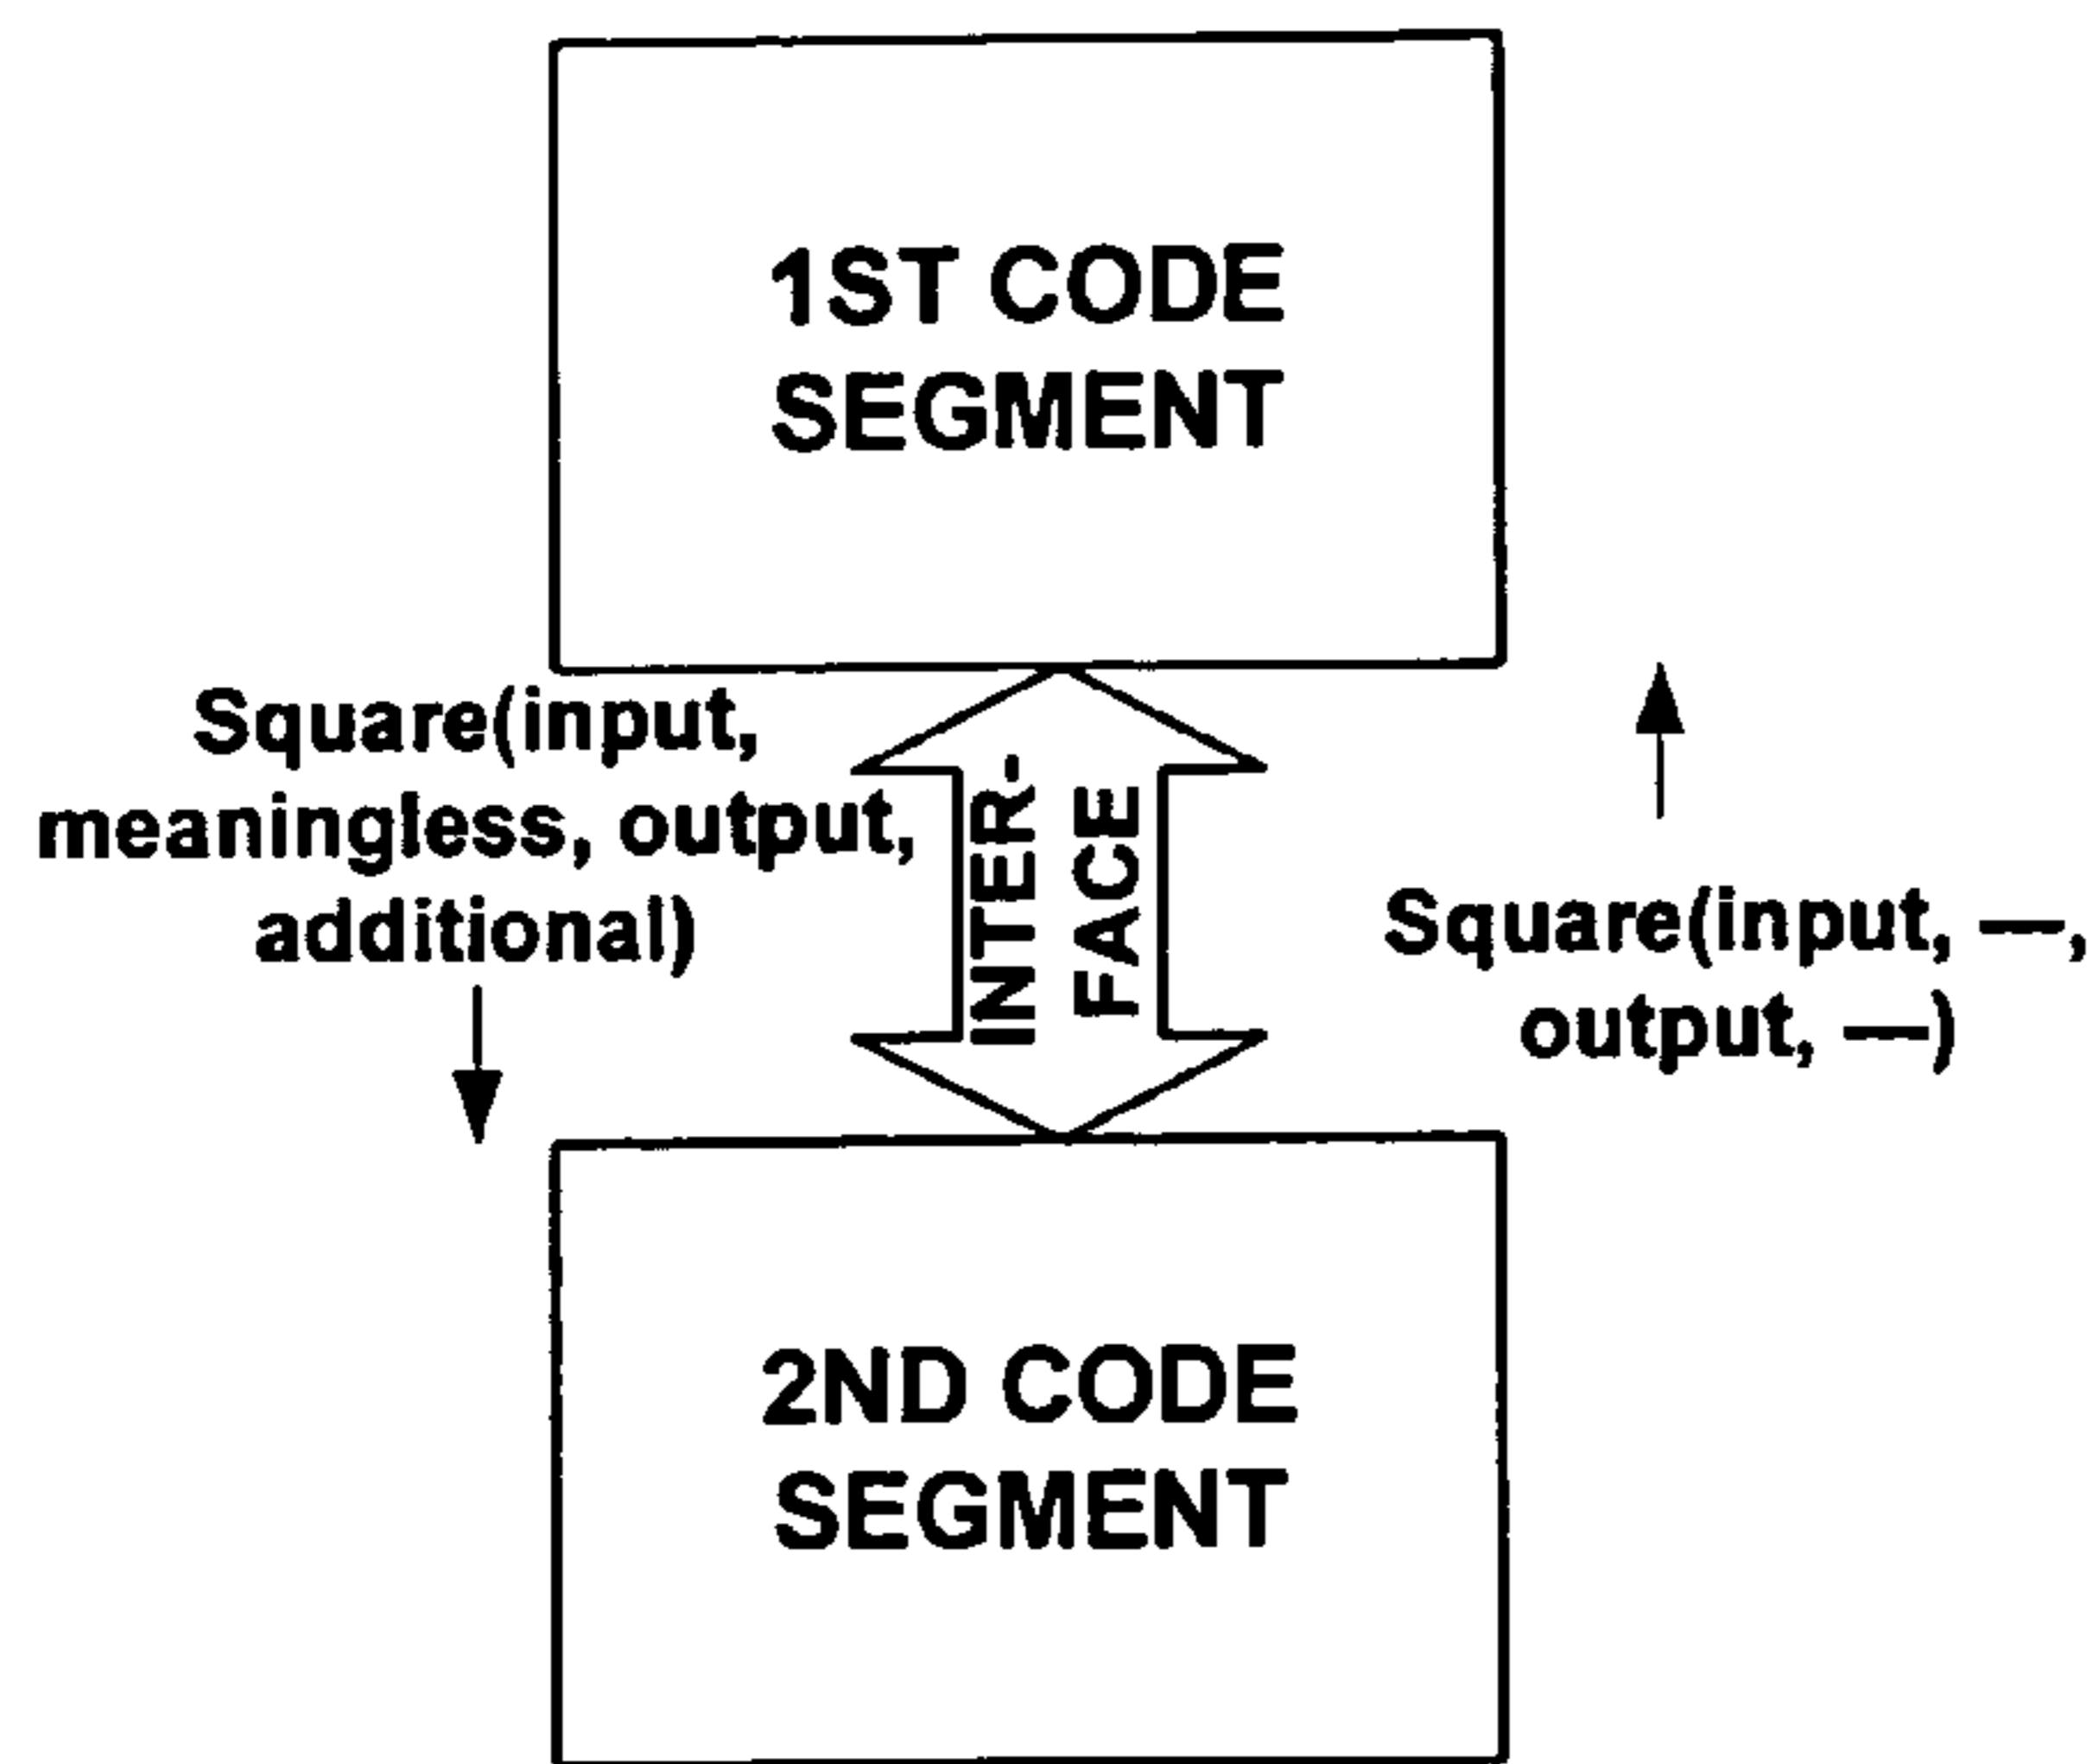 1ST CODE
SEGMENT
Square(input,
meaningless, output,
additional)
INTER-
FACE
Square(input, —,
output, —)
2ND CODE
SEGMENT